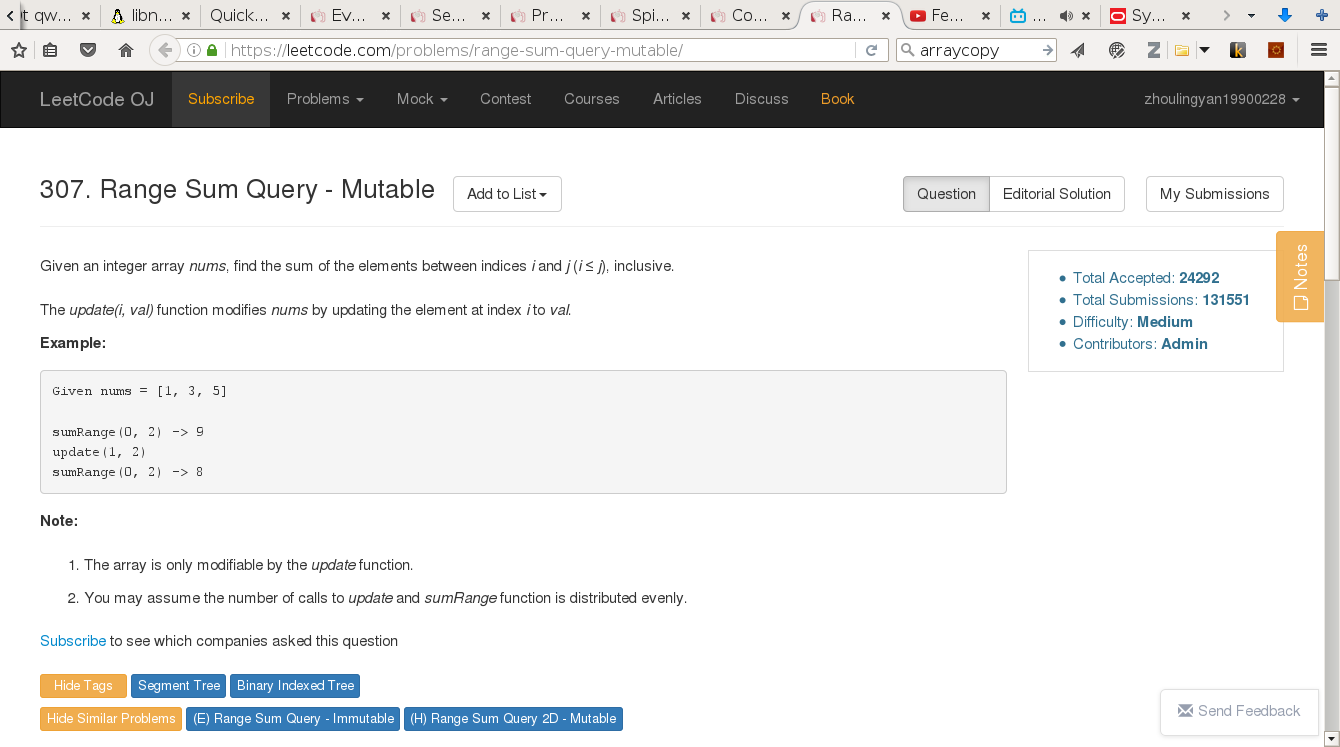 t qw... libn... Quick... Ev... Se... Pr... Spi... Co... Ra... Fe... ... Sy...
https://leetcode.com/problems/range-sum-query-mutable/ arraycopy
LeetCode OJ Subscribe Problems Mock Contest Courses Articles Discuss Book zhoulingyan19900228
307. Range Sum Query - Mutable Add to List Question Editorial Solution My Submissions
Notes
Given an integer array nums, find the sum of the elements between indices i and j (i ≤ j), inclusive.
The update(i, val) function modifies nums by updating the element at index i to val.
Example:
Given nums = [1, 3, 5]
sumRange(0, 2) -> 9
update(1, 2)
sumRange(0, 2) -> 8
Total Accepted: 24292
Total Submissions: 131551
Difficulty: Medium
Contributors: Admin
Note:
1. The array is only modifiable by the update function.
2. You may assume the number of calls to update and sumRange function is distributed evenly.
Subscribe to see which companies asked this question
Hide Tags Segment Tree Binary Indexed Tree
Hide Similar Problems (E) Range Sum Query - Immutable (H) Range Sum Query 2D - Mutable
Send Feedback